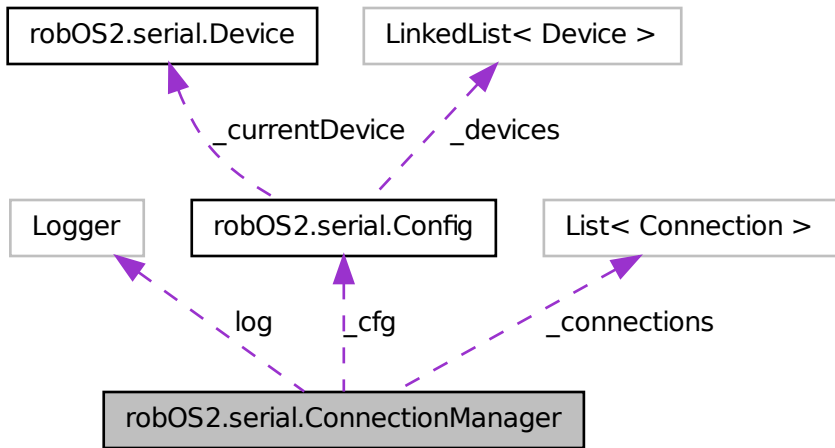 robOS2.serial.Device
LinkedList< Device >
_currentDevice
_devices
Logger
robOS2.serial.Config
List< Connection >
log
_cfg
_connections
robOS2.serial.ConnectionManager